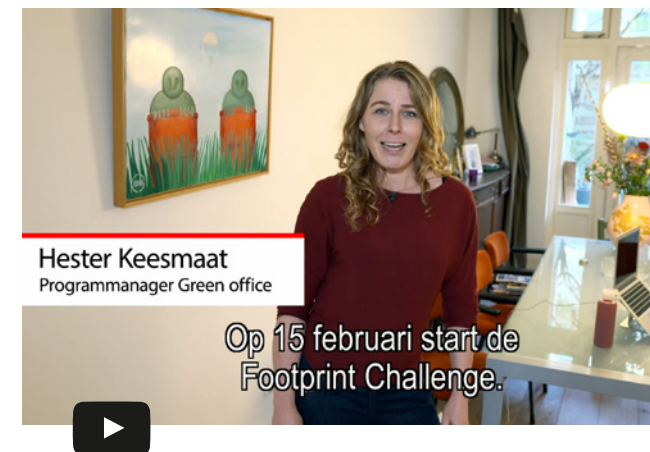 Hester Keesmaat
Programmanager Green office
Op 15 februari start de
Footprint Challenge.